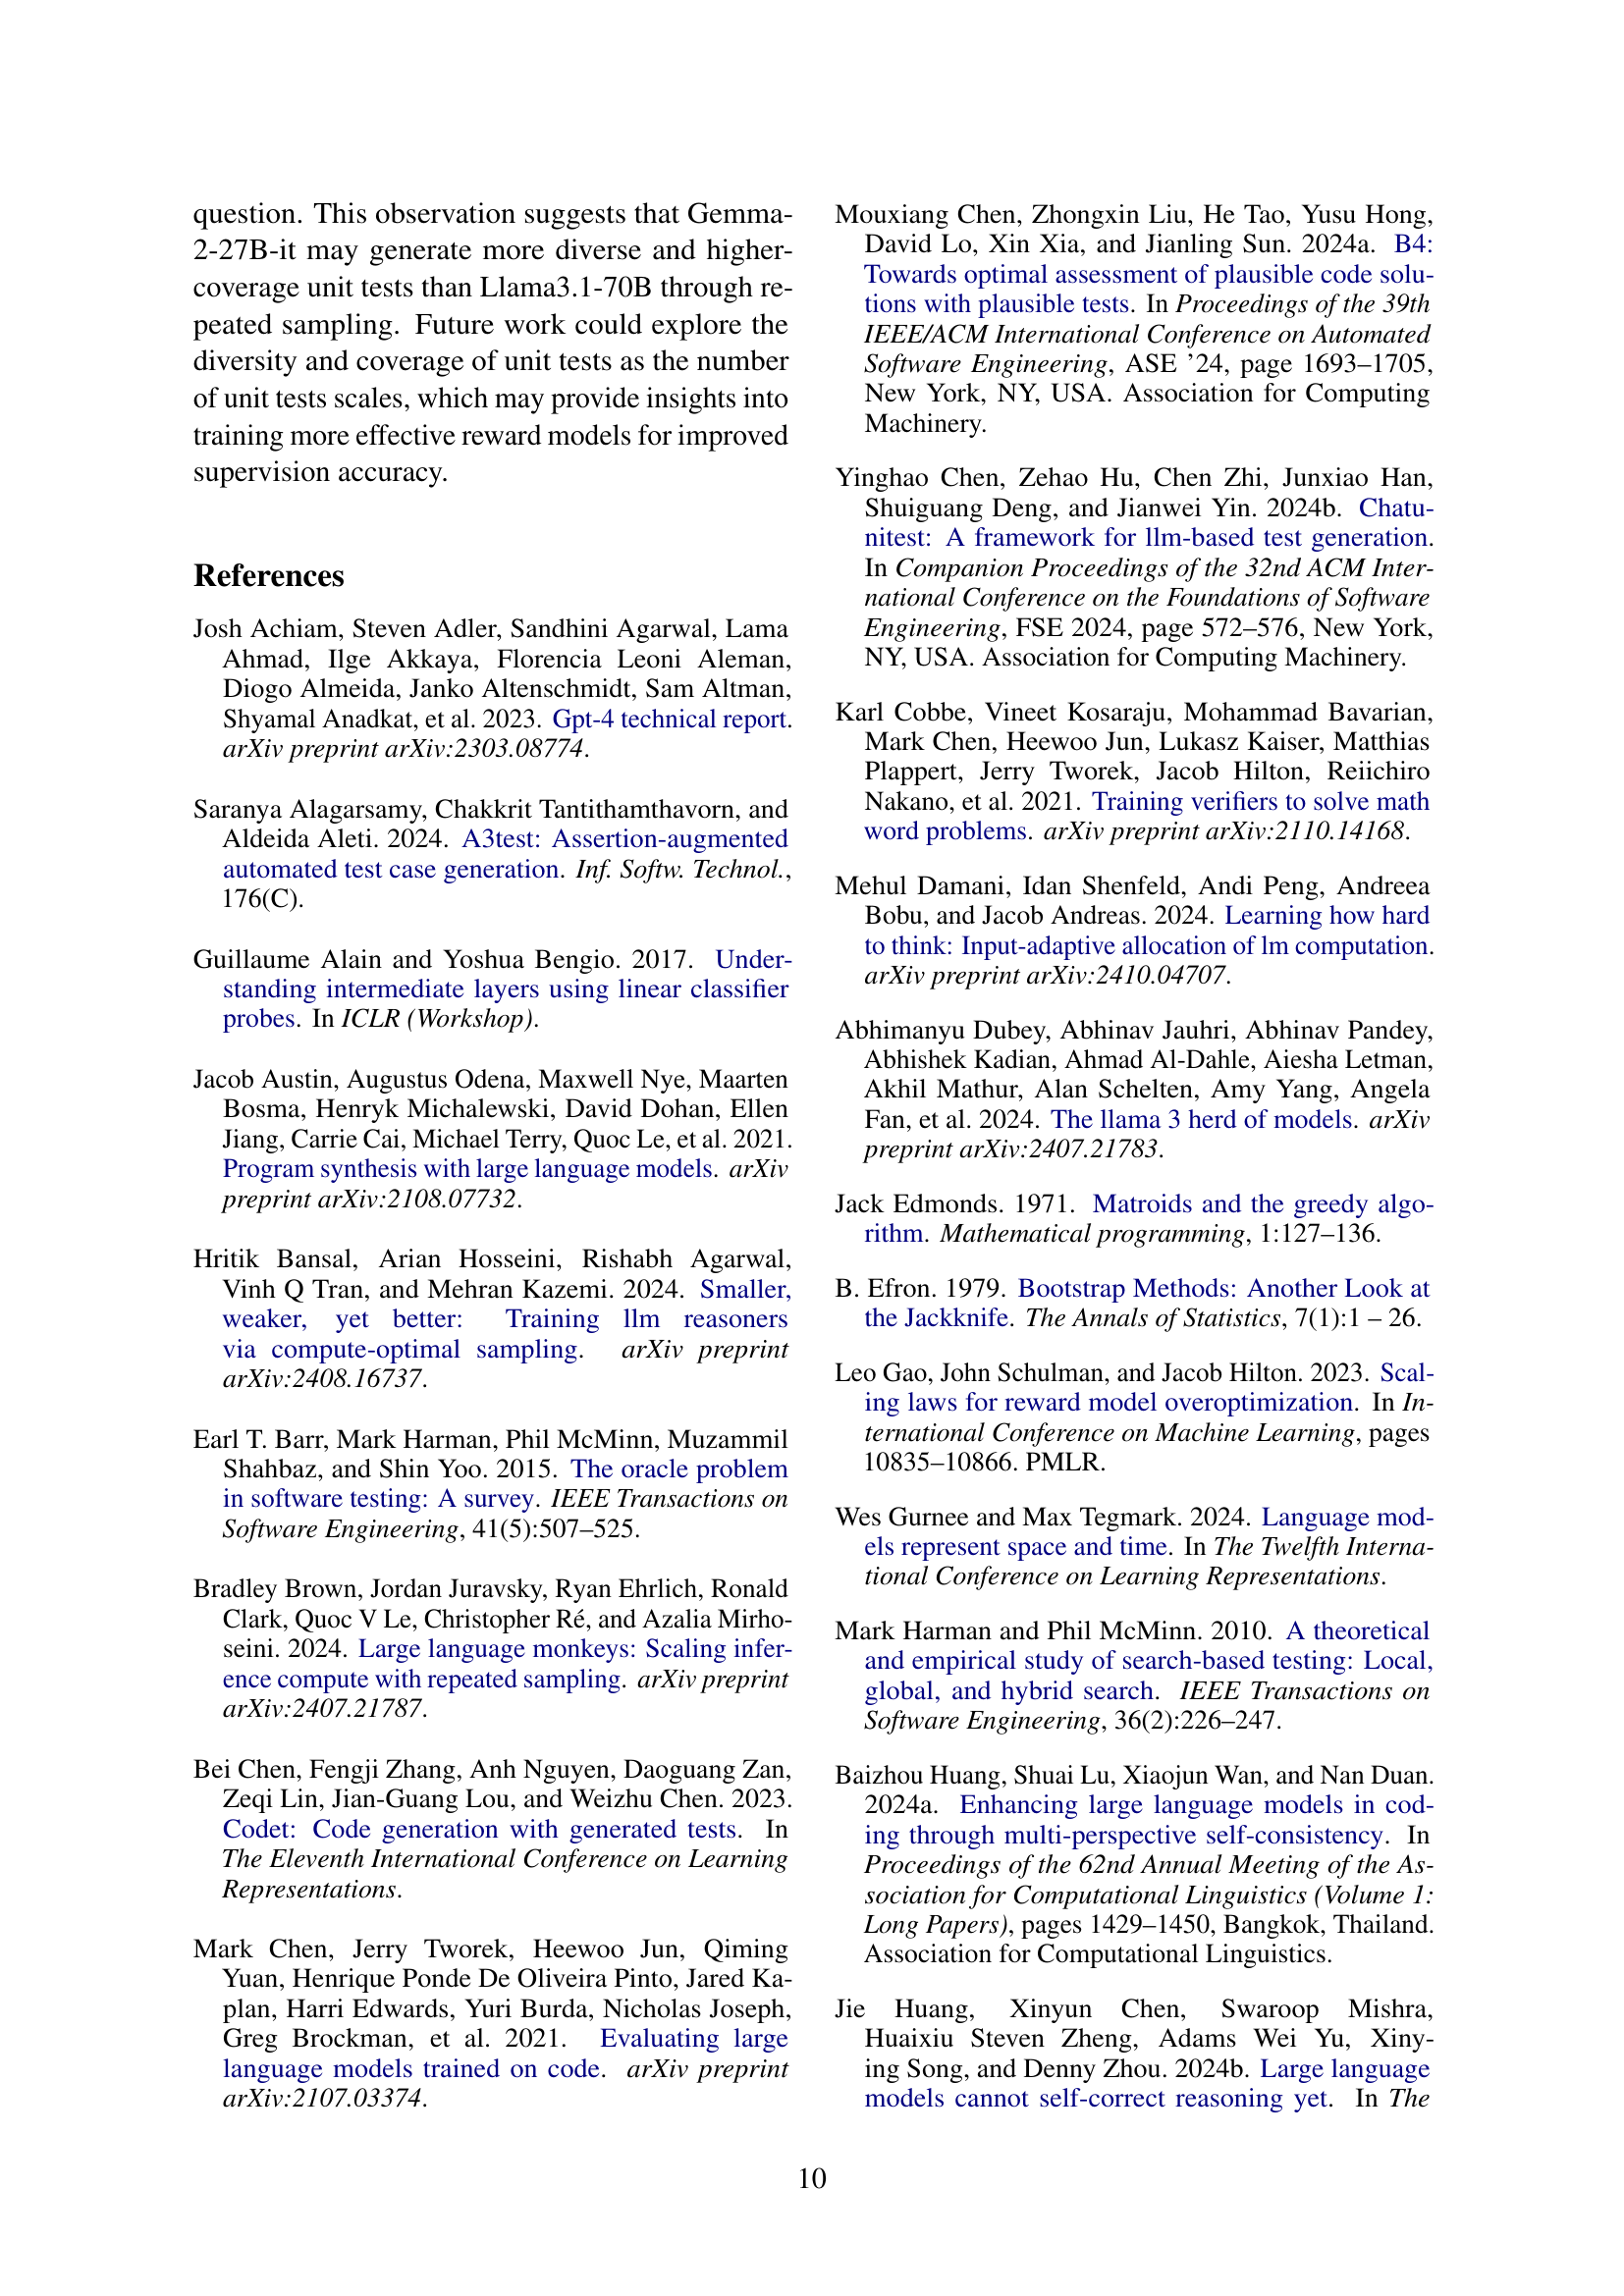 question. This observation suggests that Gemma-
2-27B-it may generate more diverse and higher-
coverage unit tests than Llama3.1-70B through re-
peated sampling. Future work could explore the
diversity and coverage of unit tests as the number
of unit tests scales, which may provide insights into
training more effective reward models for improved
supervision accuracy.
References
Josh Achiam, Steven Adler, Sandhini Agarwal, Lama
Ahmad, Ilge Akkaya, Florencia Leoni Aleman,
Diogo Almeida, Janko Altenschmidt, Sam Altman,
Shyamal Anadkat, et al. 2023. Gpt-4 technical report.
arXiv preprint arXiv:2303.08774.
Saranya Alagarsamy, Chakkrit Tantithamthavorn, and
Aldeida Aleti. 2024. A3test: Assertion-augmented
automated test case generation. Inf. Softw. Technol.,
176(C).
Guillaume Alain and Yoshua Bengio. 2017. Under-
standing intermediate layers using linear classifier
probes. In ICLR (Workshop).
Jacob Austin, Augustus Odena, Maxwell Nye, Maarten
Bosma, Henryk Michalewski, David Dohan, Ellen
Jiang, Carrie Cai, Michael Terry, Quoc Le, et al. 2021.
Program synthesis with large language models. arXiv
preprint arXiv:2108.07732.
Hritik Bansal, Arian Hosseini, Rishabh Agarwal,
Vinh Q Tran, and Mehran Kazemi. 2024. Smaller,
weaker, yet better: Training llm reasoners
via compute-optimal sampling. arXiv preprint
arXiv:2408.16737.
Earl T. Barr, Mark Harman, Phil McMinn, Muzammil
Shahbaz, and Shin Yoo. 2015. The oracle problem
in software testing: A survey. IEEE Transactions on
Software Engineering, 41(5):507–525.
Bradley Brown, Jordan Juravsky, Ryan Ehrlich, Ronald
Clark, Quoc V Le, Christopher Ré, and Azalia Mirho-
seini. 2024. Large language monkeys: Scaling infer-
ence compute with repeated sampling. arXiv preprint
arXiv:2407.21787.
Bei Chen, Fengji Zhang, Anh Nguyen, Daoguang Zan,
Zeqi Lin, Jian-Guang Lou, and Weizhu Chen. 2023.
Codet: Code generation with generated tests. In
The Eleventh International Conference on Learning
Representations.
Mark Chen, Jerry Tworek, Heewoo Jun, Qiming
Yuan, Henrique Ponde De Oliveira Pinto, Jared Ka-
plan, Harri Edwards, Yuri Burda, Nicholas Joseph,
Greg Brockman, et al. 2021. Evaluating large
language models trained on code. arXiv preprint
arXiv:2107.03374.
Mouxiang Chen, Zhongxin Liu, He Tao, Yusu Hong,
David Lo, Xin Xia, and Jianling Sun. 2024a. B4:
Towards optimal assessment of plausible code solu-
tions with plausible tests. In Proceedings of the 39th
IEEE/ACM International Conference on Automated
Software Engineering, ASE ’24, page 1693–1705,
New York, NY, USA. Association for Computing
Machinery.
Yinghao Chen, Zehao Hu, Chen Zhi, Junxiao Han,
Shuiguang Deng, and Jianwei Yin. 2024b. Chatu-
nitest: A framework for llm-based test generation.
In Companion Proceedings of the 32nd ACM Inter-
national Conference on the Foundations of Software
Engineering, FSE 2024, page 572–576, New York,
NY, USA. Association for Computing Machinery.
Karl Cobbe, Vineet Kosaraju, Mohammad Bavarian,
Mark Chen, Heewoo Jun, Lukasz Kaiser, Matthias
Plappert, Jerry Tworek, Jacob Hilton, Reiichiro
Nakano, et al. 2021. Training verifiers to solve math
word problems. arXiv preprint arXiv:2110.14168.
Mehul Damani, Idan Shenfeld, Andi Peng, Andreea
Bobu, and Jacob Andreas. 2024. Learning how hard
to think: Input-adaptive allocation of lm computation.
arXiv preprint arXiv:2410.04707.
Abhimanyu Dubey, Abhinav Jauhri, Abhinav Pandey,
Abhishek Kadian, Ahmad Al-Dahle, Aiesha Letman,
Akhil Mathur, Alan Schelten, Amy Yang, Angela
Fan, et al. 2024. The llama 3 herd of models. arXiv
preprint arXiv:2407.21783.
Jack Edmonds. 1971. Matroids and the greedy algo-
rithm. Mathematical programming, 1:127–136.
B. Efron. 1979. Bootstrap Methods: Another Look at
the Jackknife. The Annals of Statistics, 7(1):1 – 26.
Leo Gao, John Schulman, and Jacob Hilton. 2023. Scal-
ing laws for reward model overoptimization. In In-
ternational Conference on Machine Learning, pages
10835–10866. PMLR.
Wes Gurnee and Max Tegmark. 2024. Language mod-
els represent space and time. In The Twelfth Interna-
tional Conference on Learning Representations.
Mark Harman and Phil McMinn. 2010. A theoretical
and empirical study of search-based testing: Local,
global, and hybrid search. IEEE Transactions on
Software Engineering, 36(2):226–247.
Baizhou Huang, Shuai Lu, Xiaojun Wan, and Nan Duan.
2024a. Enhancing large language models in cod-
ing through multi-perspective self-consistency. In
Proceedings of the 62nd Annual Meeting of the As-
sociation for Computational Linguistics (Volume 1:
Long Papers), pages 1429–1450, Bangkok, Thailand.
Association for Computational Linguistics.
Jie Huang, Xinyun Chen, Swaroop Mishra,
Huaixiu Steven Zheng, Adams Wei Yu, Xiny-
ing Song, and Denny Zhou. 2024b. Large language
models cannot self-correct reasoning yet. In The
10